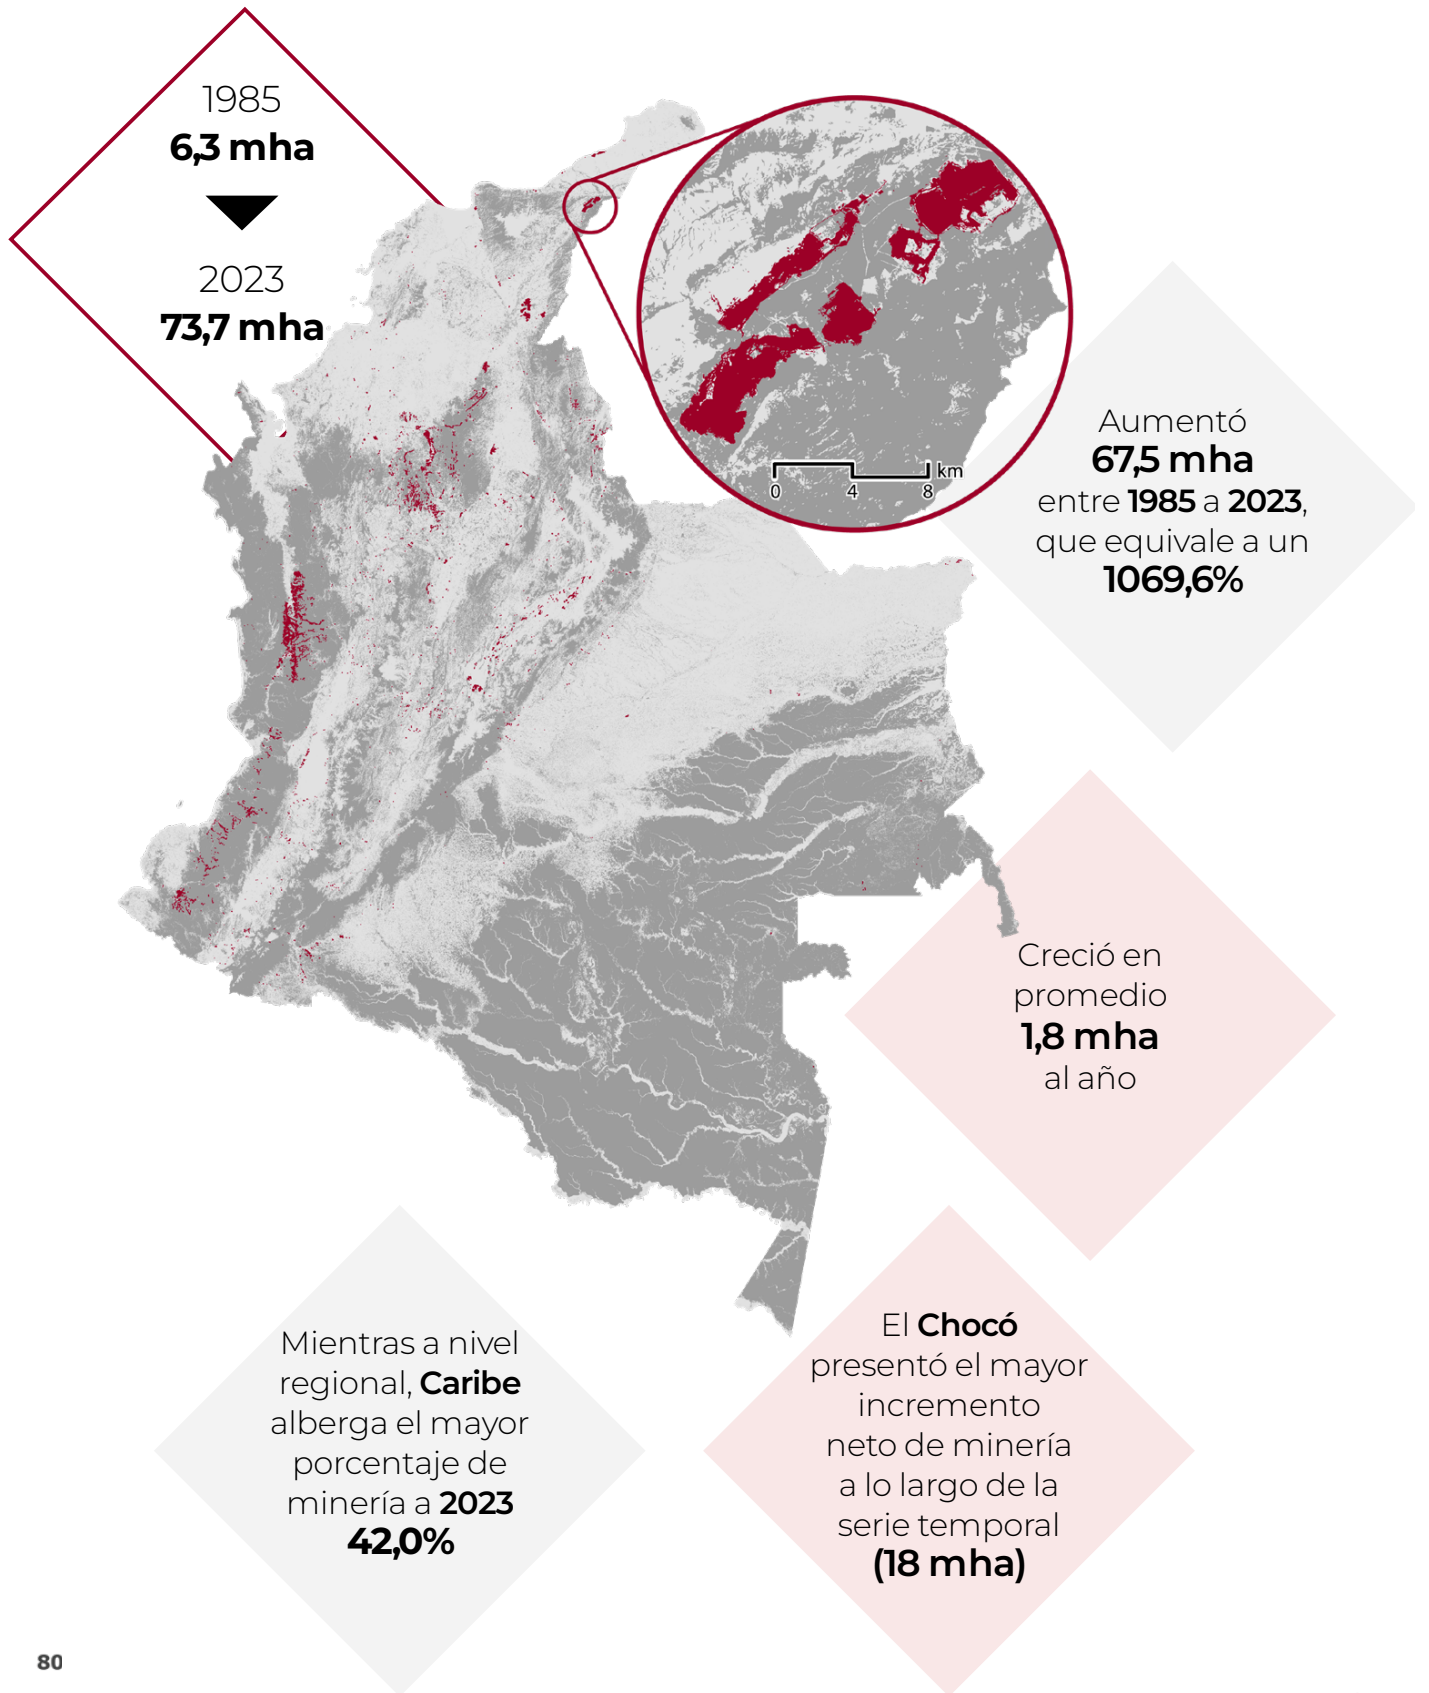 1985
6,3 mha
2023
73,7 mha
km
0 4 8
Aumentó
67,5 mha
entre 1985 a 2023,
que equivale a un
1069,6%
Creció en
promedio
1,8 mha
al año
El Chocó
presentó el mayor
incremento
neto de minería
a lo largo de la
serie temporal
(18 mha)
Mientras a nivel
regional, Caribe
alberga el mayor
porcentaje de
minería a 2023
42,0%
80